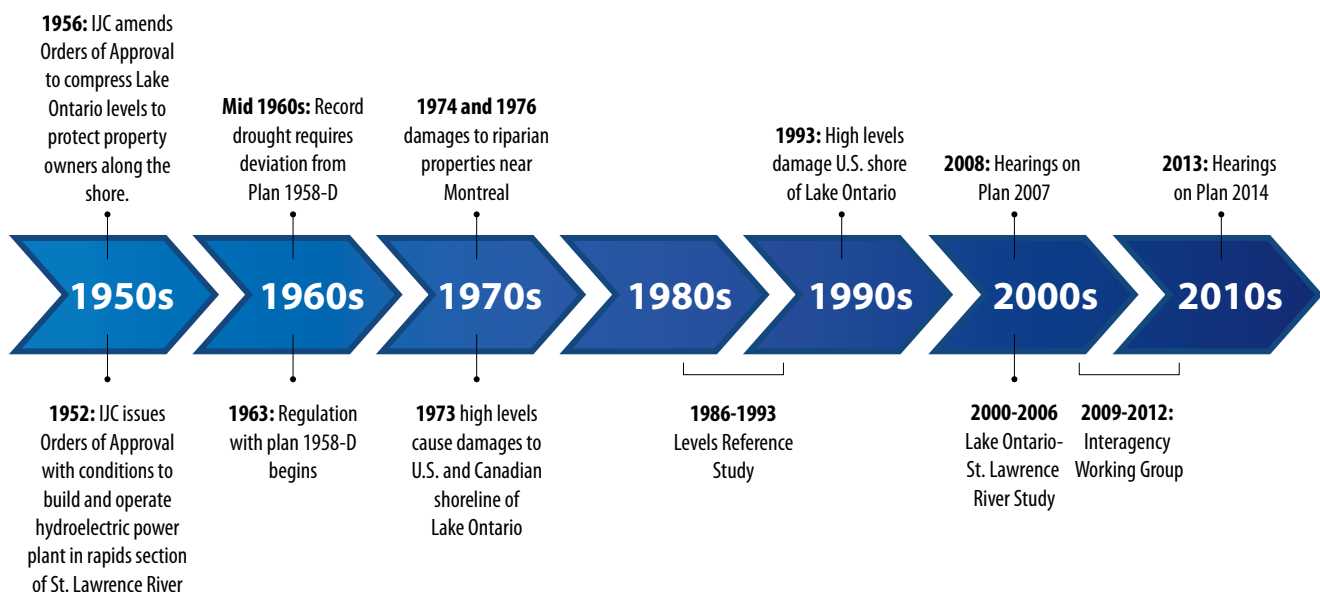 1956: IJC amends
Orders of Approval
to compress Lake
Ontario levels to
protect property
owners along the
shore.
Mid 1960s: Record
drought requires
deviation from
Plan 1958-D
1974 and 1976
damages to riparian
properties near
Montreal
1993: High levels
damage U.S. shore
of Lake Ontario
2008: Hearings on
Plan 2007
2013: Hearings
on Plan 2014
1950s
1960s
1970s
1980s
1990s
2000s
2010s
1952: IJC issues
Orders of Approval
with conditions to
build and operate
hydroelectric power
plant in rapids section
of St. Lawrence River
1963: Regulation
with plan 1958-D
begins
1973 high levels
cause damages to
U.S. and Canadian
shoreline of
Lake Ontario
1986-1993
Levels Reference
Study
2000-2006
Lake Ontario-
St. Lawrence
River Study
2009-2012:
Interagency
Working Group